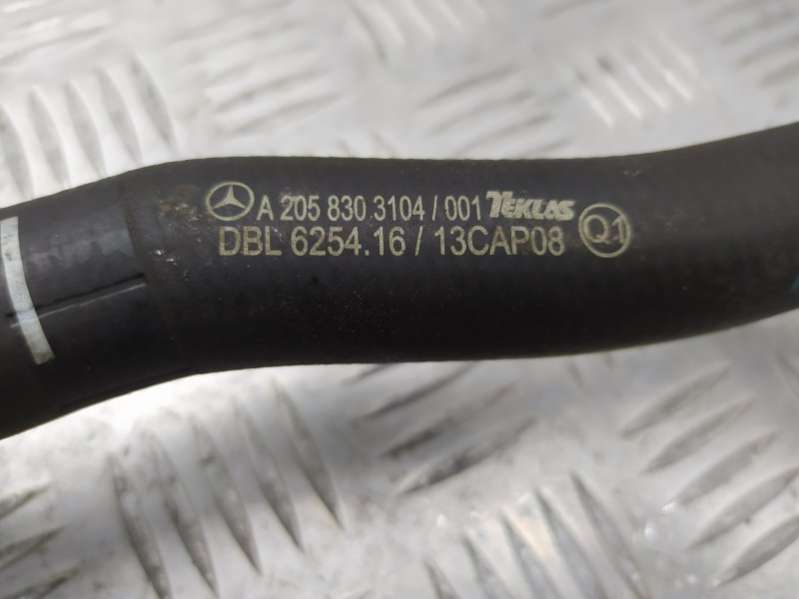 A 205 830 3104 / 001 TEKLAS
DBL 6254.16 / 13CAP08 Q1